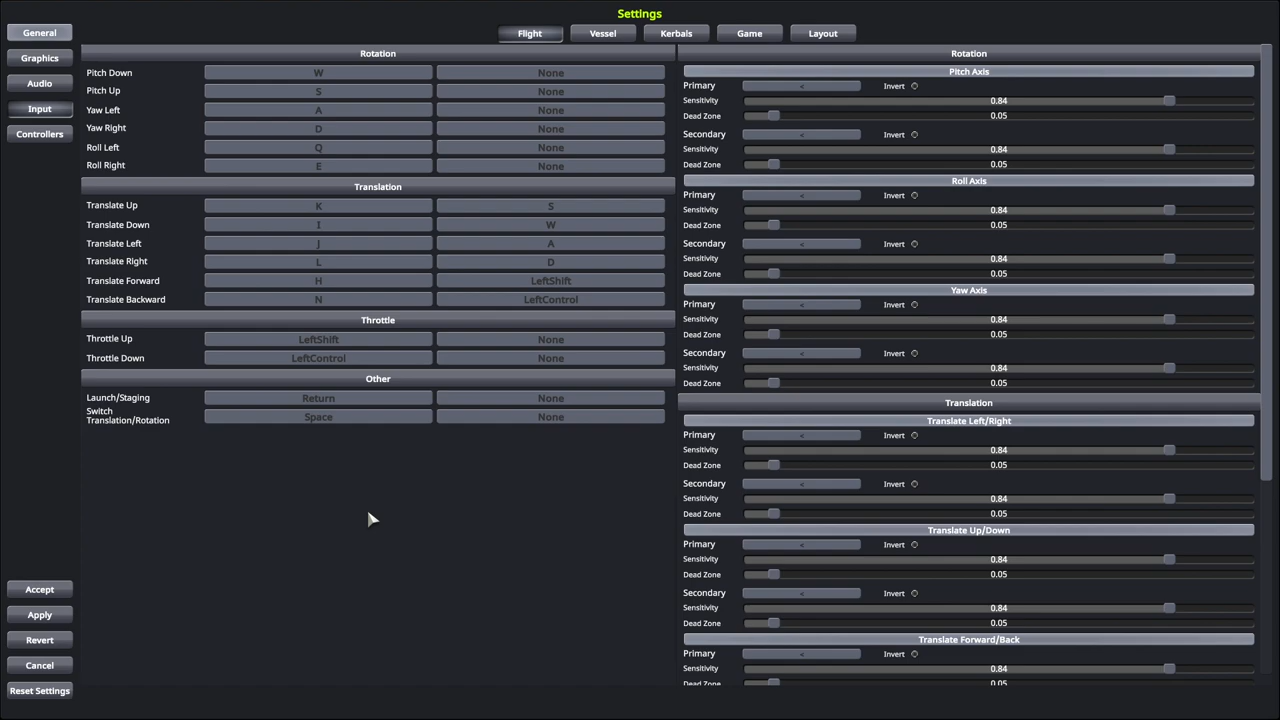 Settings
General
Graphics
Audio
Input
Controllers
Flight
Vessel
Kerbals
Game
Layout
Rotation
Pitch Down W None
Pitch Up S None
Yaw Left A None
Yaw Right D None
Roll Left Q None
Roll Right E None
Translation
Translate Up K S
Translate Down I W
Translate Left J A
Translate Right L D
Translate Forward H LeftShift
Translate Backward N LeftControl
Throttle
Throttle Up LeftShift None
Throttle Down LeftControl None
Other
Launch/Staging Return None
Switch
Translation/Rotation Space None
Rotation
Pitch Axis
Primary < Invert
Sensitivity 0.84
Dead Zone 0.05
Secondary < Invert
Sensitivity 0.84
Dead Zone 0.05
Roll Axis
Primary < Invert
Sensitivity 0.84
Dead Zone 0.05
Secondary < Invert
Sensitivity 0.84
Dead Zone 0.05
Yaw Axis
Primary < Invert
Sensitivity 0.84
Dead Zone 0.05
Secondary < Invert
Sensitivity 0.84
Dead Zone 0.05
Translation
Translate Left/Right
Primary < Invert
Sensitivity 0.84
Dead Zone 0.05
Secondary < Invert
Sensitivity 0.84
Dead Zone 0.05
Translate Up/Down
Primary < Invert
Sensitivity 0.84
Dead Zone 0.05
Secondary < Invert
Sensitivity 0.84
Dead Zone 0.05
Translate Forward/Back
Primary < Invert
Sensitivity 0.84
Dead Zone 0.05
Accept
Apply
Revert
Cancel
Reset Settings